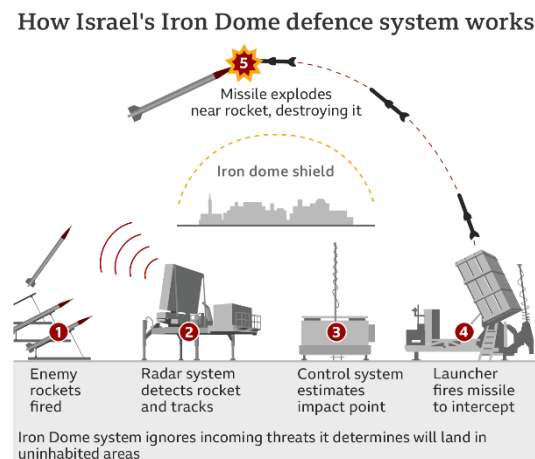 How Israel's Iron Dome defence system works
5
Missile explodes
near rocket, destroying it
Iron dome shield
1
2
3
4
Enemy
rockets
fired
Radar system
detects rocket
and tracks
Control system
estimates
impact point
Launcher
fires missile
to intercept
Iron Dome system ignores incoming threats it determines will land in
uninhabited areas